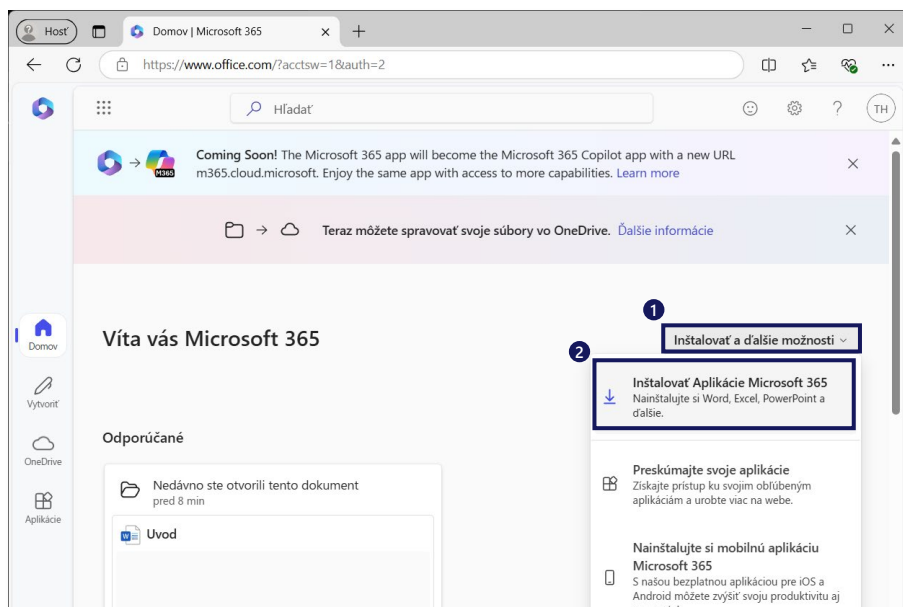 Hosť
Domov | Microsoft 365
https://www.office.com/?acctsw=1&auth=2
Hľadať
TH
M365
Coming Soon! The Microsoft 365 app will become the Microsoft 365 Copilot app with a new URL
m365.cloud.microsoft. Enjoy the same app with access to more capabilities. Learn more
Teraz môžete spravovať svoje súbory vo OneDrive. Ďalšie informácie
1
Domov
Víta vás Microsoft 365
Inštalovať a ďalšie možnosti
2
Inštalovať Aplikácie Microsoft 365
Nainštalujte si Word, Excel, PowerPoint a
ďalšie.
Vytvoriť
OneDrive
Aplikácie
Odporúčané
Nedávno ste otvorili tento dokument
pred 8 min
Uvod
Preskúmajte svoje aplikácie
Získajte prístup ku svojim obľúbeným
aplikáciám a urobte viac na webe.
Nainštalujte si mobilnú aplikáciu
Microsoft 365
S našou bezplatnou aplikáciou pre iOS a
Android môžete zvýšiť svoju produktivitu aj